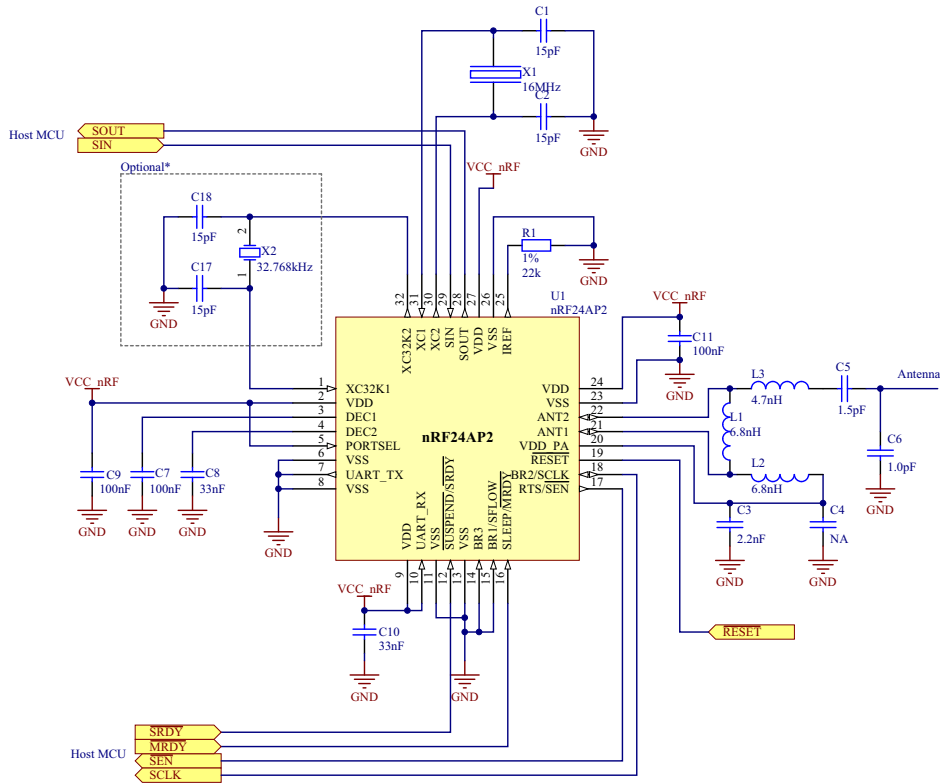 C1
15pF
X1
16MHz
C2
15pF
GND
Host MCU
SOUT
SIN
VCC_nRF
Optional*
C18
15pF
2
X2
32.768kHz
1
C17
15pF
GND
R1
1%
22k
GND
32
31
30
29
28
27
26
25
XC32K2
XC1
XC2
SIN
SOUT
VDD
VSS
IREF
U1
nRF24AP2
VCC_nRF
C11
100nF
GND
VCC_nRF
1
2
3
4
5
6
7
8
XC32K1
VDD
DEC1
DEC2
PORTSEL
VSS
UART_TX
VSS
nRF24AP2
VDD
VSS
ANT2
ANT1
VDD_PA
RESET
BR2/SCLK
RTS/SEN
24
23
22
21
20
19
18
17
L3
4.7nH
C5
1.5pF
Antenna
L1
6.8nH
L2
6.8nH
C6
1.0pF
GND
C9
100nF
GND
C7
100nF
GND
C8
33nF
GND
GND
C3
2.2nF
GND
C4
NA
GND
VDD
UART_RX
VSS
SUSPEND/SRDY
VSS
BR3
BR1/SFLOW
SLEEP/MRDY
9
10
11
12
13
14
15
16
VCC_nRF
C10
33nF
GND
GND
RESET
Host MCU
SRDY
MRDY
SEN
SCLK